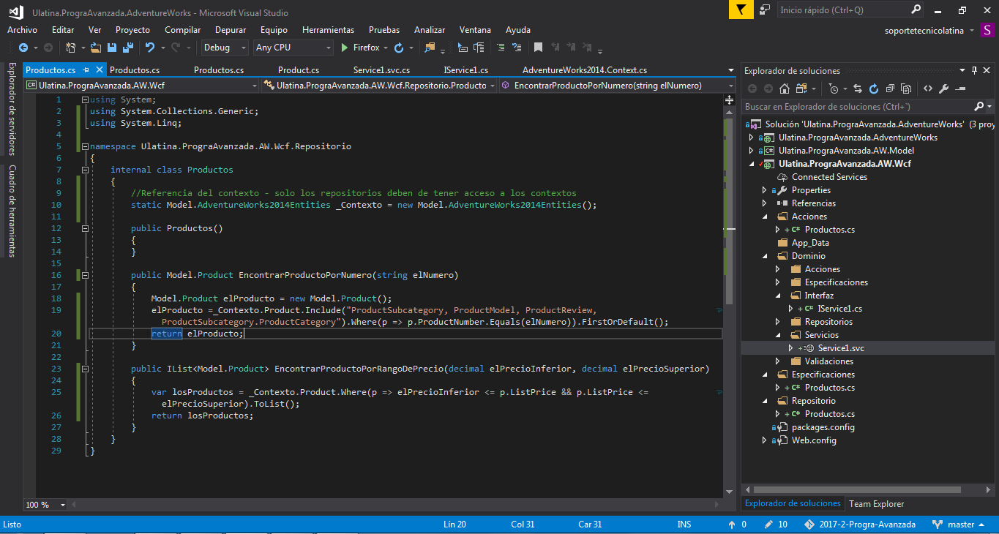 Ulatina.PrograAvanzada.AdventureWorks - Microsoft Visual Studio
Inicio rápido (Ctrl+Q)
Archivo Editar Ver Proyecto Compilar Depurar Equipo Herramientas Pruebas Analizar Ventana Ayuda
soportetecnicolatina S
Debug Any CPU Firefox
Explorador de servidores
Cuadro de herramientas
Productos.cs Productos.cs Productos.cs Product.cs Service1.svc.cs IService1.cs AdventureWorks2014.Context.cs
Ulatina.PrograAvanzada.AW.Wcf Ulatina.PrograAvanzada.AW.Wcf.Repositorio.Producto EncontrarProductoPorNumero(string elNumero)
1 using System;
2 using System.Collections.Generic;
3 using System.Linq;
4
5 namespace Ulatina.PrograAvanzada.AW.Wcf.Repositorio
6 {
7 internal class Productos
8 {
9 //Referencia del contexto - solo los repositorios deben de tener acceso a los contextos
10 static Model.AdventureWorks2014Entities _Contexto = new Model.AdventureWorks2014Entities();
11
12 public Productos()
13 {
14 }
15
16 public Model.Product EncontrarProductoPorNumero(string elNumero)
17 {
18 Model.Product elProducto = new Model.Product();
19 elProducto =_Contexto.Product.Include("ProductSubcategory, ProductModel, ProductReview,
ProductSubcategory.ProductCategory").Where(p => p.ProductNumber.Equals(elNumero)).FirstOrDefault();
20 return elProducto;
21 }
22
23 public IList<Model.Product> EncontrarProductoPorRangoDePrecio(decimal elPrecioInferior, decimal elPrecioSuperior)
24 {
25 var losProductos = _Contexto.Product.Where(p => elPrecioInferior <= p.ListPrice && p.ListPrice <=
elPrecioSuperior).ToList();
26 return losProductos;
27 }
28 }
29 }
100 %
Explorador de soluciones
Buscar en Explorador de soluciones (Ctrl+¨)
Solución 'Ulatina.PrograAvanzada.AdventureWorks' (3 proy
Ulatina.PrograAvanzada.AdventureWorks
C# Ulatina.PrograAvanzada.AW.Model
Ulatina.PrograAvanzada.AW.Wcf
Connected Services
Properties
Referencias
Acciones
+ C# Productos.cs
App_Data
Dominio
Acciones
Especificaciones
Interfaz
+ C# IService1.cs
Repositorios
Servicios
Service1.svc
Validaciones
Especificaciones
+ C# Productos.cs
Repositorio
+ C# Productos.cs
packages.config
Web.config
Explorador de soluciones Team Explorer
Listo Lín 20 Col 31 Car 31 INS 0 10 2017-2-Progra-Avanzada master